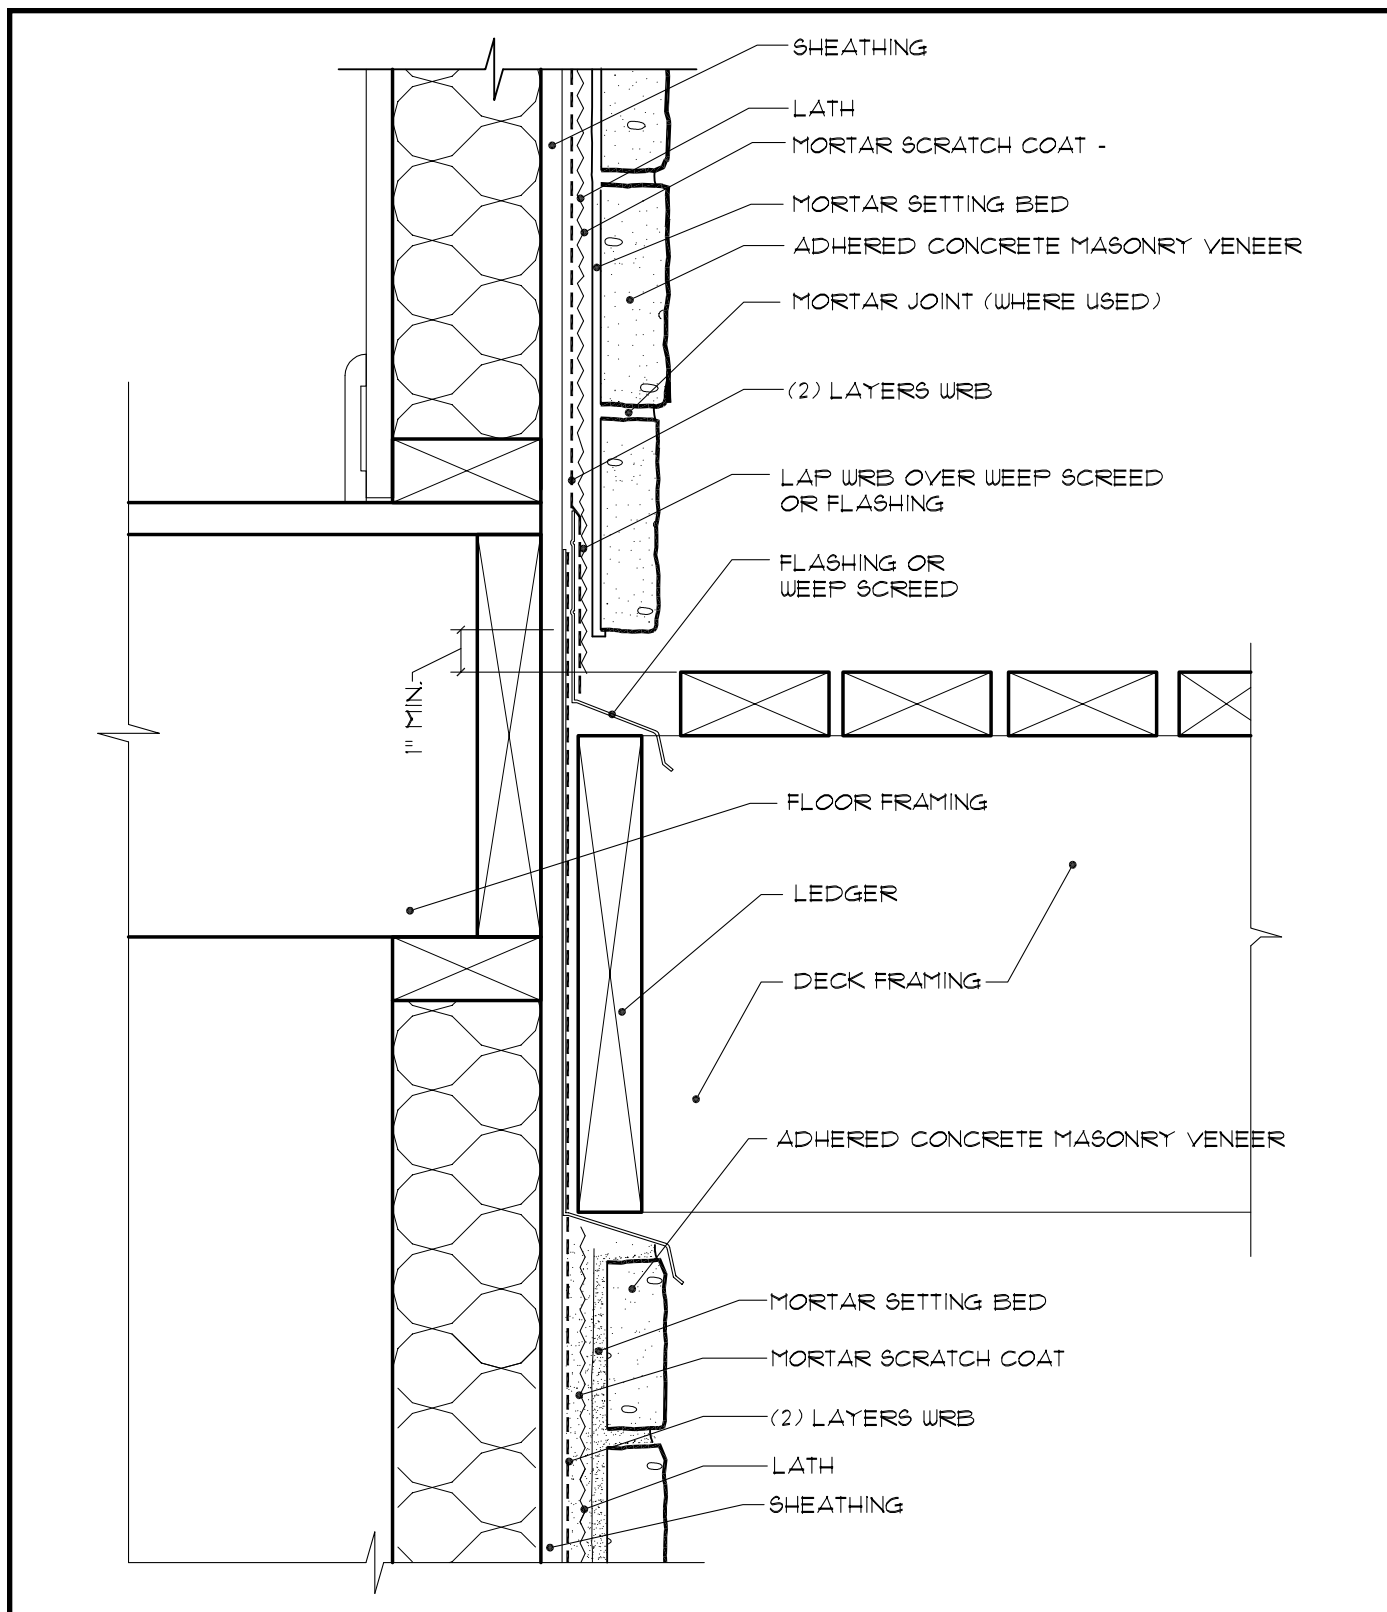 SHEATHING
LATH
MORTAR SCRATCH COAT -
MORTAR SETTING BED
ADHERED CONCRETE MASONRY VENEER
MORTAR JOINT (WHERE USED)
(2) LAYERS WRB
LAP WRB OVER WEEP SCREED
OR FLASHING
FLASHING OR
WEEP SCREED
1" MIN.
FLOOR FRAMING
LEDGER
DECK FRAMING
ADHERED CONCRETE MASONRY VENEER
MORTAR SETTING BED
MORTAR SCRATCH COAT
(2) LAYERS WRB
LATH
SHEATHING